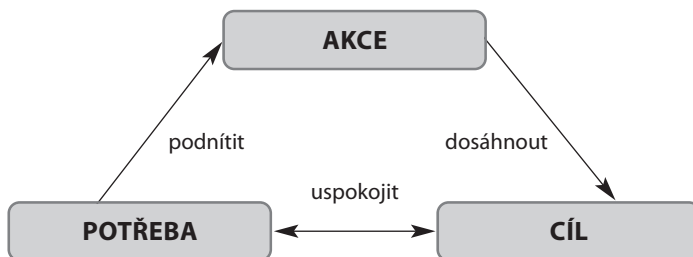 AKCE
podnítit
dosáhnout
uspokojit
POTŘEBA
CÍL